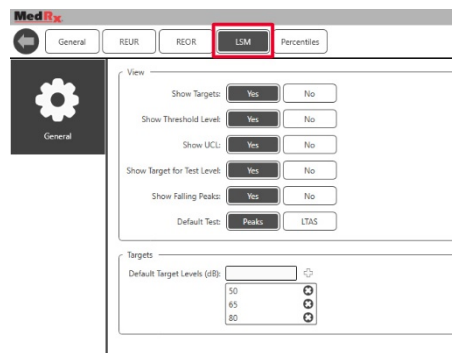 MedRx
General REUR REOR LSM Percentiles
General
View
Show Targets: Yes No
Show Threshold Level: Yes No
Show UCL: Yes No
Show Target for Test Level: Yes No
Show Falling Peaks: Yes No
Default Test: Peaks LTAS
Targets
Default Target Levels (dB):
50
65
80